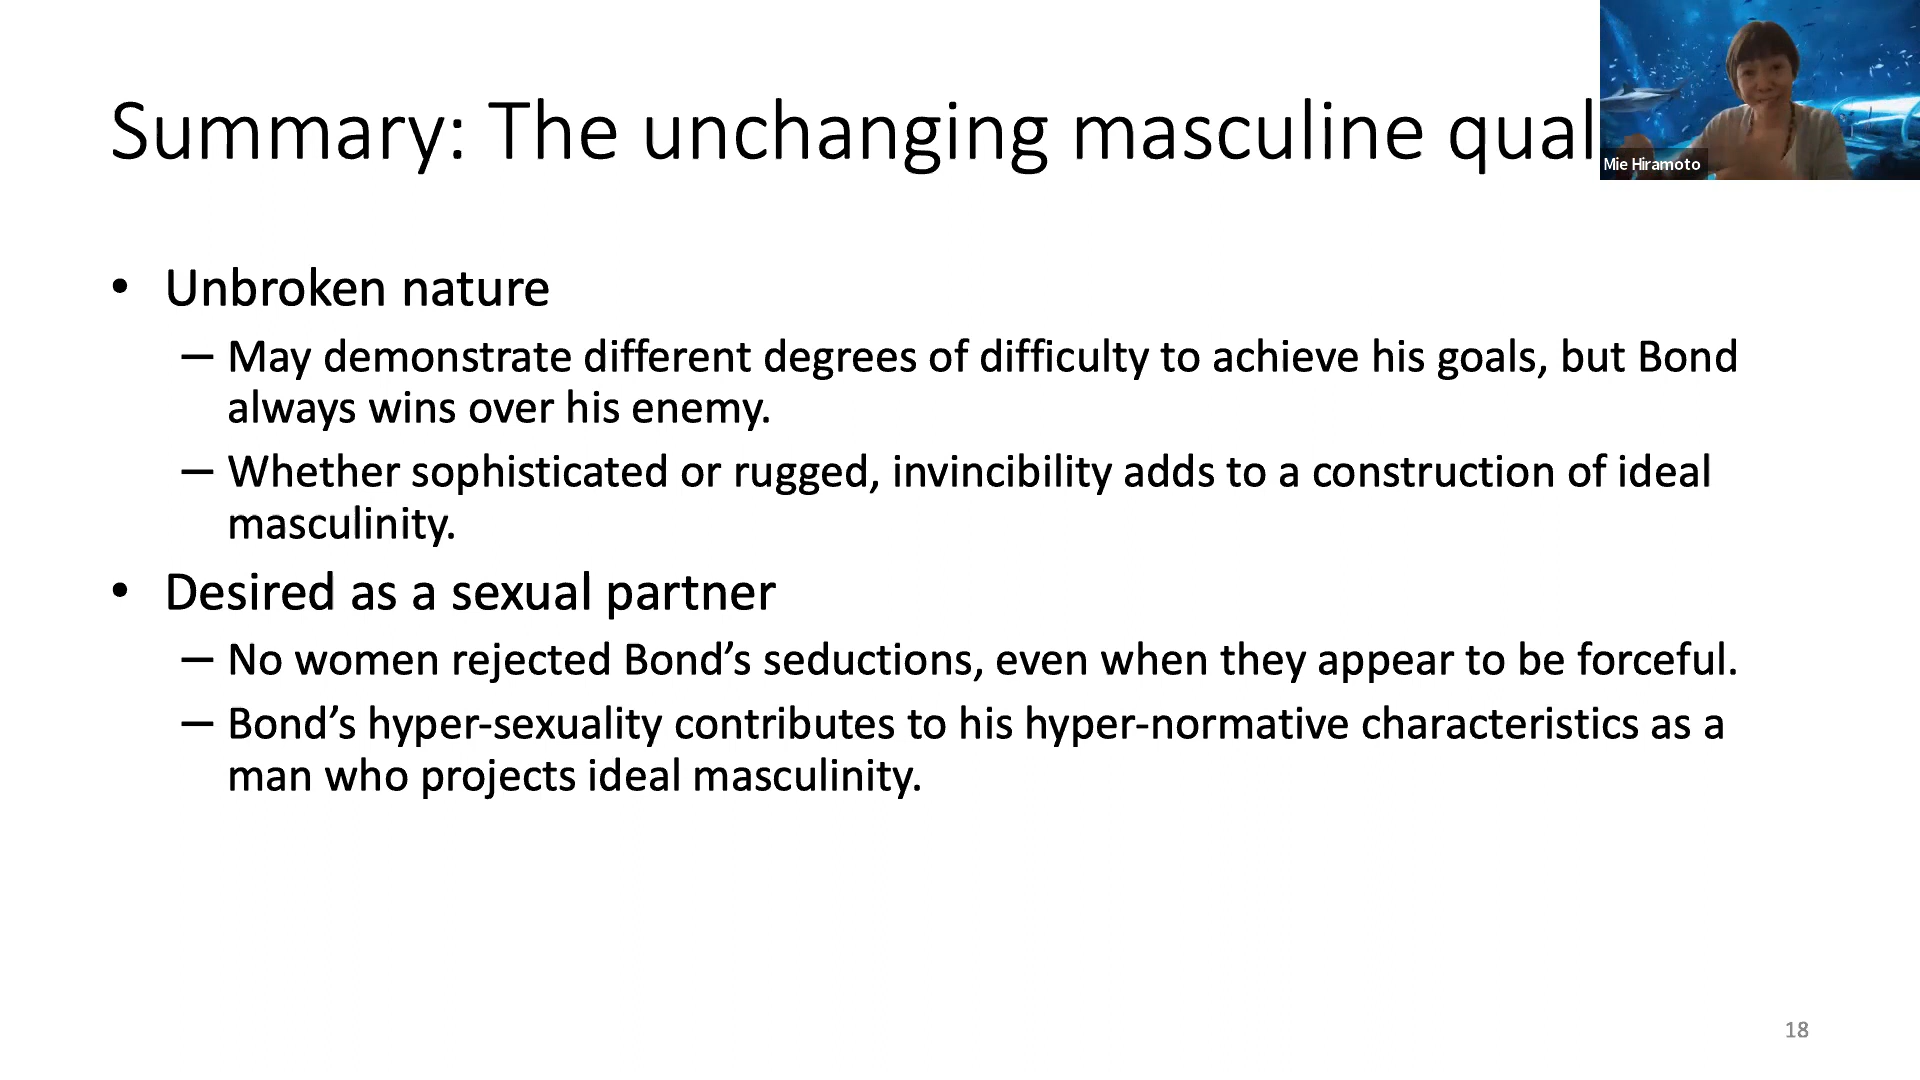 Summary: The unchanging masculine qual
Mie Hiramoto
• Unbroken nature
– May demonstrate different degrees of difficulty to achieve his goals, but Bond
always wins over his enemy.
– Whether sophisticated or rugged, invincibility adds to a construction of ideal
masculinity.
• Desired as a sexual partner
– No women rejected Bond’s seductions, even when they appear to be forceful.
– Bond’s hyper-sexuality contributes to his hyper-normative characteristics as a
man who projects ideal masculinity.
18